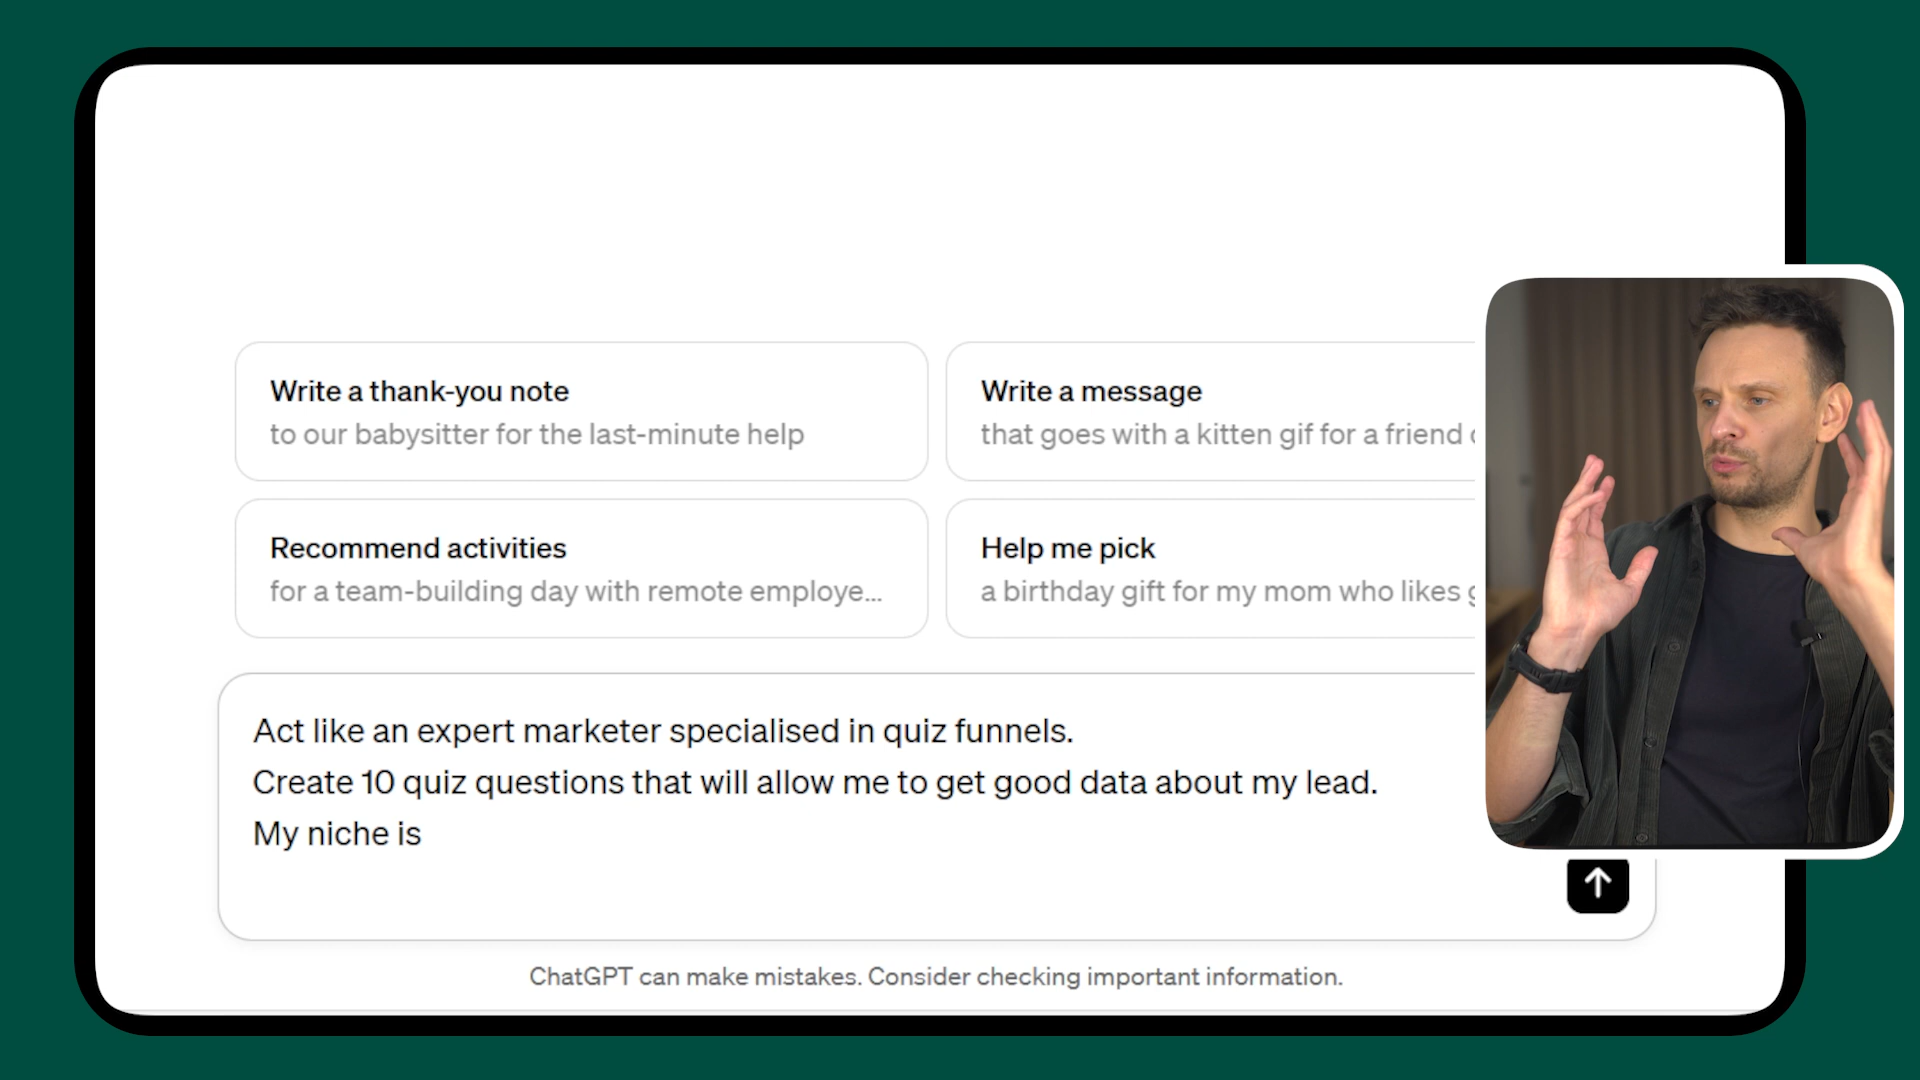 Write a thank-you note
to our babysitter for the last-minute help
Write a message
that goes with a kitten gif for a friend
Recommend activities
for a team-building day with remote employe...
Help me pick
a birthday gift for my mom who likes
Act like an expert marketer specialised in quiz funnels.
Create 10 quiz questions that will allow me to get good data about my lead.
My niche is
ChatGPT can make mistakes. Consider checking important information.